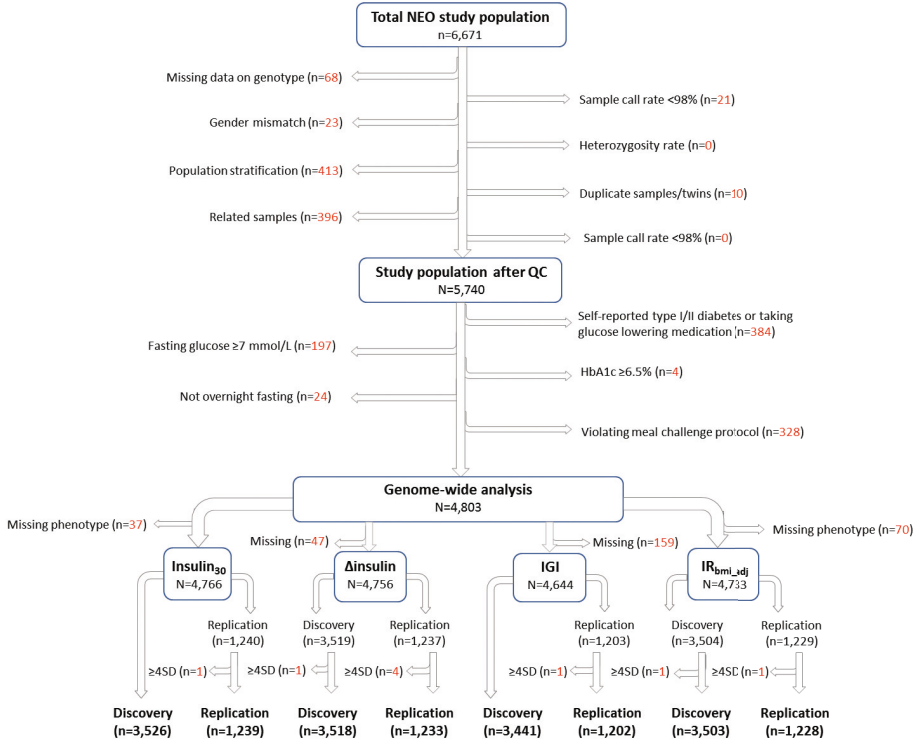 Total NEO study population
n=6,671
Missing data on genotype (n=68)
Sample call rate <98% (n=21)
Gender mismatch (n=23)
Heterozygosity rate (n=0)
Population stratification (n=413)
Duplicate samples/twins (n=10)
Related samples (n=396)
Sample call rate <98% (n=0)
Study population after QC
N=5,740
Self-reported type I/II diabetes or taking
glucose lowering medication (n=384)
Fasting glucose ≥7 mmol/L (n=197)
HbA1c ≥6.5% (n=4)
Not overnight fasting (n=24)
Violating meal challenge protocol (n=328)
Genome-wide analysis
N=4,803
Missing phenotype (n=37)
Missing (n=47)
Missing (n=159)
Missing phenotype (n=70)
Insulin₃₀
N=4,766
Δinsulin
N=4,756
IGI
N=4,644
IR bmi_adj
N=4,733
Replication
(n=1,240)
Discovery
(n=3,519)
Replication
(n=1,237)
Replication
(n=1,203)
Discovery
(n=3,504)
Replication
(n=1,229)
≥4SD (n=1)
≥4SD (n=1)
≥4SD (n=4)
≥4SD (n=1)
≥4SD (n=1)
≥4SD (n=1)
Discovery
(n=3,526)
Replication
(n=1,239)
Discovery
(n=3,518)
Replication
(n=1,233)
Discovery
(n=3,441)
Replication
(n=1,202)
Discovery
(n=3,503)
Replication
(n=1,228)